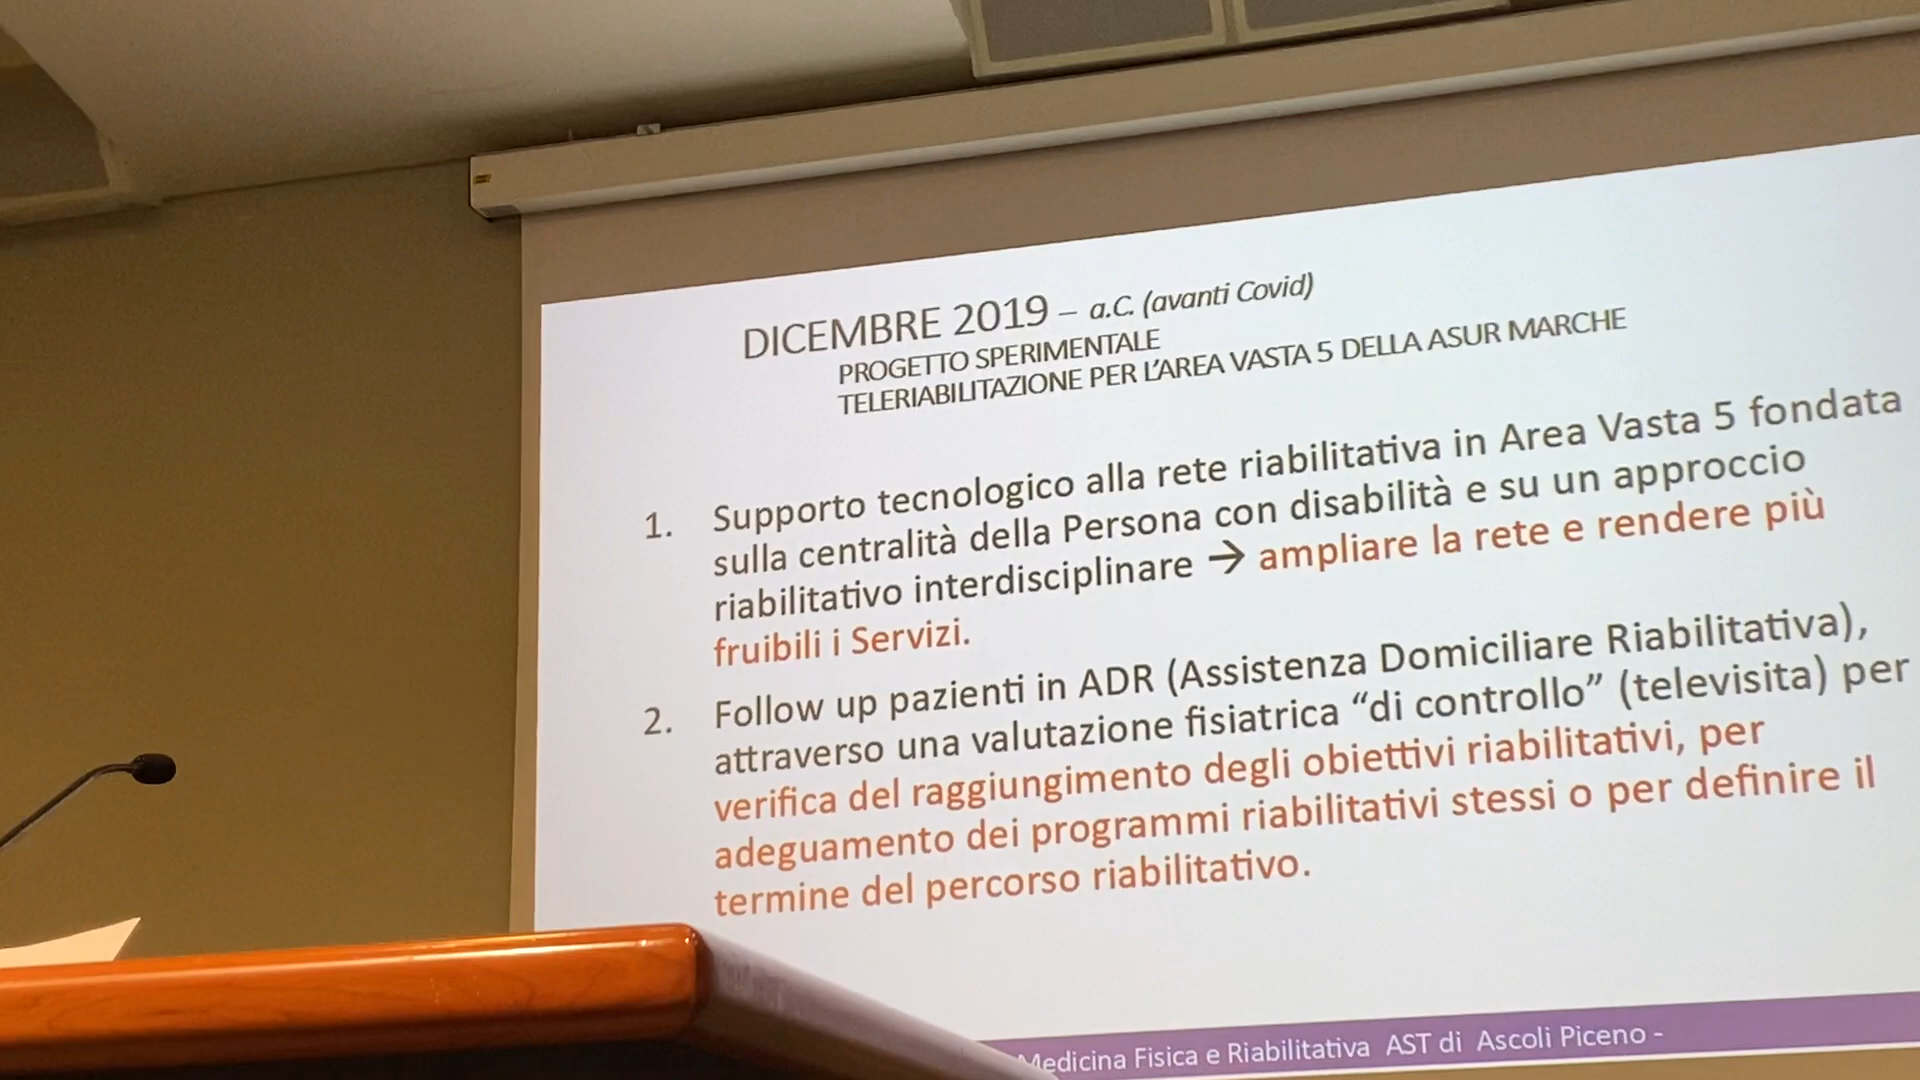 DICEMBRE 2019 – a.C. (avanti Covid)
PROGETTO SPERIMENTALE
TELERIABILITAZIONE PER L'AREA VASTA 5 DELLA ASUR MARCHE
1. Supporto tecnologico alla rete riabilitativa in Area Vasta 5 fondata
sulla centralità della Persona con disabilità e su un approccio
riabilitativo interdisciplinare → ampliare la rete e rendere più
fruibili i Servizi.
2. Follow up pazienti in ADR (Assistenza Domiciliare Riabilitativa),
attraverso una valutazione fisiatrica “di controllo” (televisita) per
verifica del raggiungimento degli obiettivi riabilitativi, per
adeguamento dei programmi riabilitativi stessi o per definire il
termine del percorso riabilitativo.
Medicina Fisica e Riabilitativa AST di Ascoli Piceno -